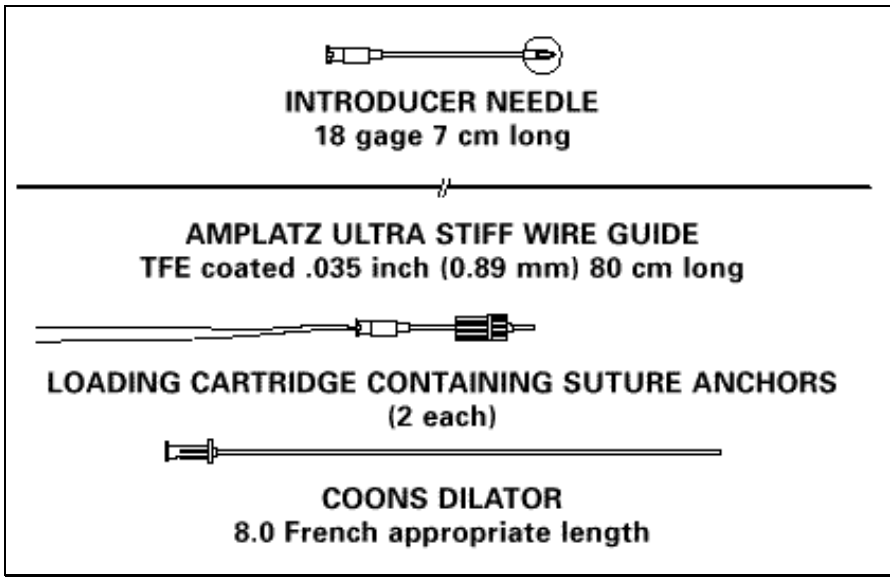 INTRODUCER NEEDLE
18 gage 7 cm long
AMPLATZ ULTRA STIFF WIRE GUIDE
TFE coated .035 inch (0.89 mm) 80 cm long
LOADING CARTRIDGE CONTAINING SUTURE ANCHORS
(2 each)
COONS DILATOR
8.0 French appropriate length